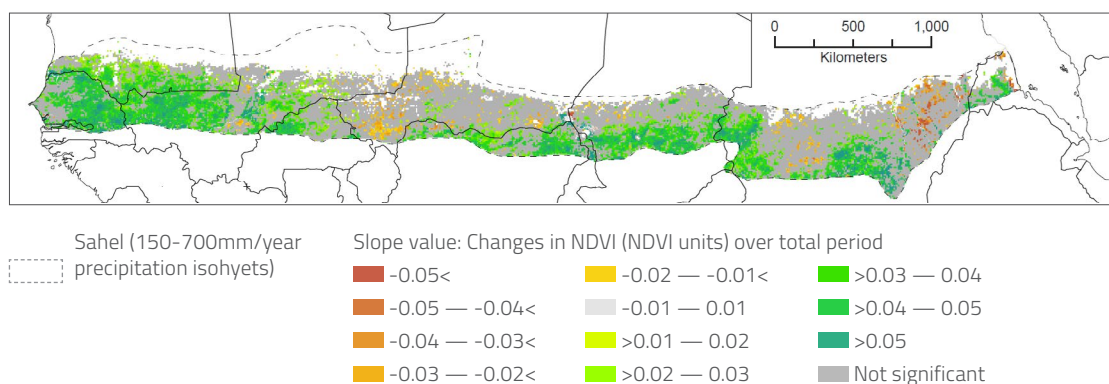 0 500 1,000
Kilometers
Sahel (150-700mm/year
precipitation isohyets)
Slope value: Changes in NDVI (NDVI units) over total period
-0.05<
-0.05 — -0.04<
-0.04 — -0.03<
-0.03 — -0.02<
-0.02 — -0.01<
-0.01 — 0.01
>0.01 — 0.02
>0.02 — 0.03
>0.03 — 0.04
>0.04 — 0.05
>0.05
Not significant